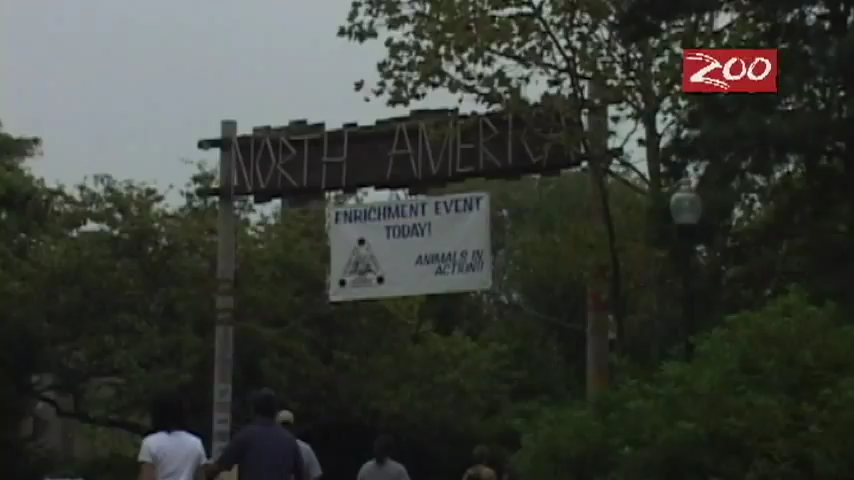 ZOO
NORTH AMERICA
ENRICHMENT EVENT
TODAY!
ANIMALS IN
ACTION!!